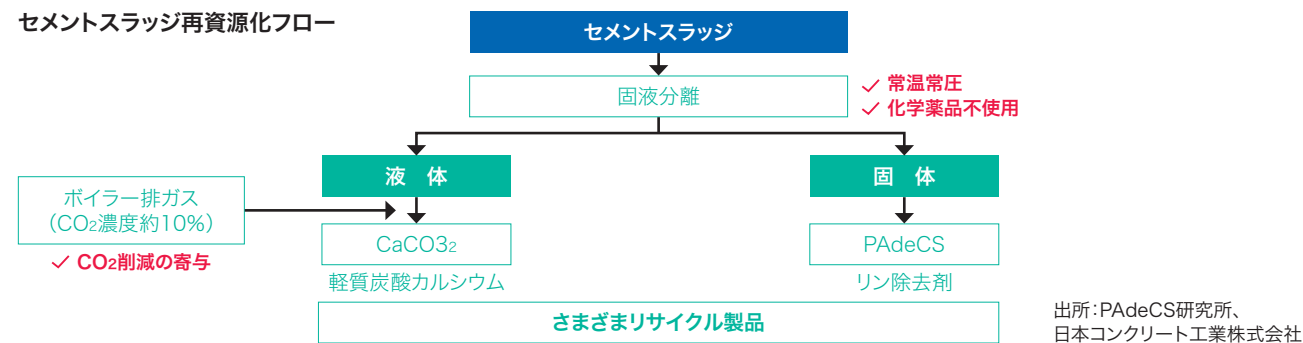 セメントスラッジ再資源化フロー
セメントスラッジ
固液分離
✓ 常温常圧
✓ 化学薬品不使用
液　体
固　体
ボイラー排ガス
（CO₂濃度約10%）
✓ CO₂削減の寄与
CaCO3₂
PAdeCS
軽質炭酸カルシウム
リン除去剤
さまざまリサイクル製品
出所：PAdeCS研究所、
日本コンクリート工業株式会社